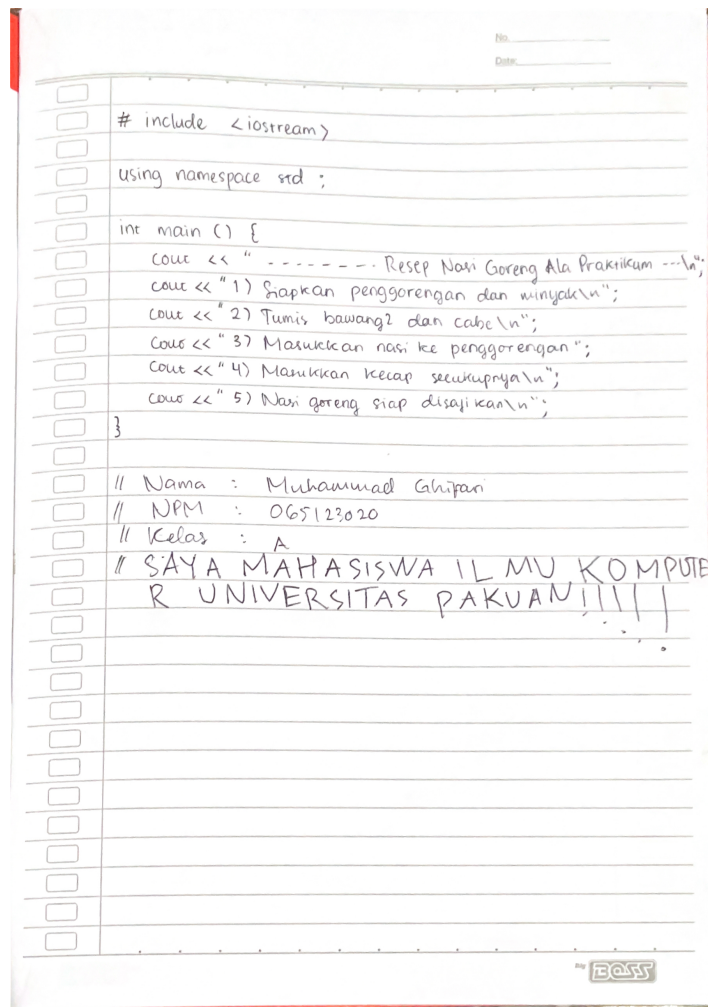 No.
Date:
# include <iostream>
using namespace std ;
int main () {
cout << " - - - - - - - - . Resep Nasi Goreng Ala Praktikum ---\n";
cout << " 1) Siapkan penggorengan dan minyak\n";
cout << " 2) Tumis bawang2 dan cabe\n";
cout << " 3) Masukkan nasi ke penggorengan ";
cout << " 4) Masukkan kecap secukupnya\n";
cout << " 5) Nasi goreng siap disajikan\n";
}
// Nama : Muhammad Ghifari
// NPM : 065123020
// Kelas : A
// SAYA MAHASISWA ILMU KOMPUTE
R UNIVERSITAS PAKUAN!!!!!!
Big BOSS